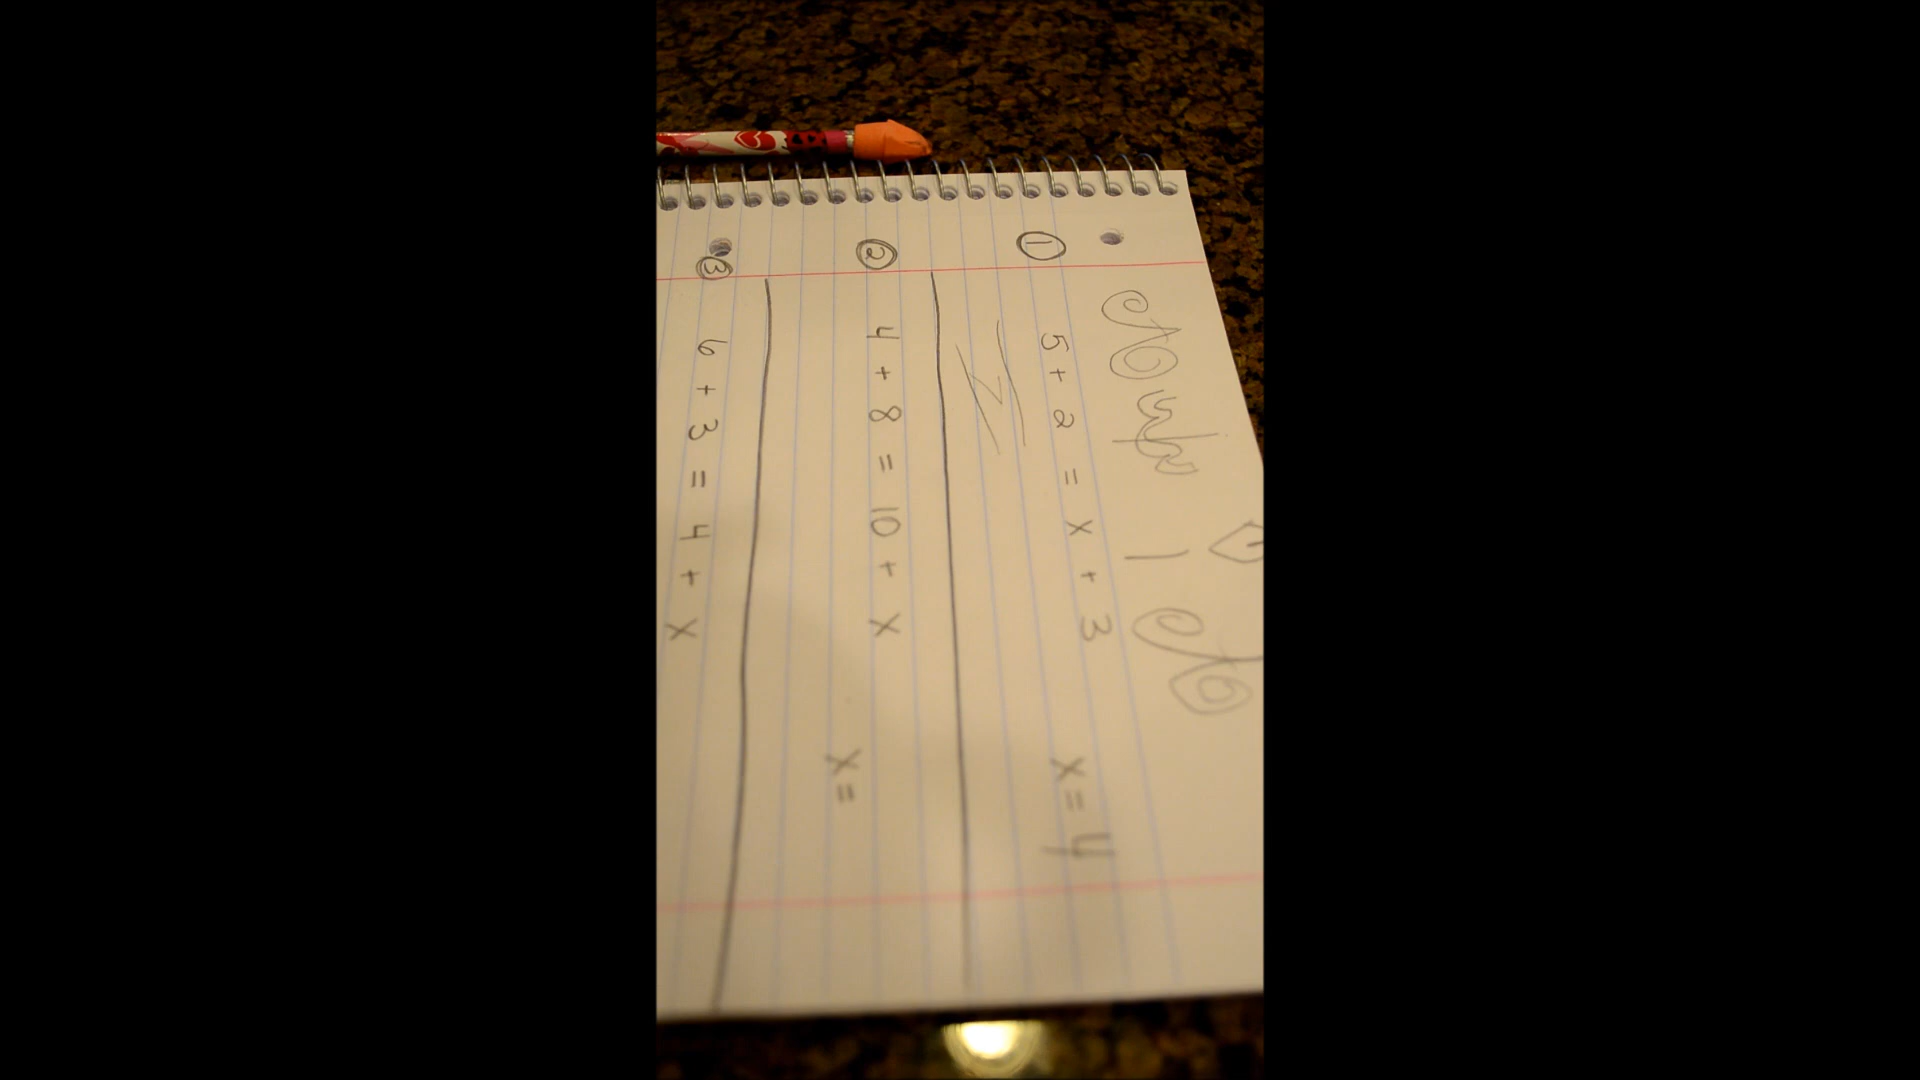 ① 5 + 2 = x + 3
x = 4
② 4 + 8 = 10 + x
x =
③ 6 + 3 = 4 + x